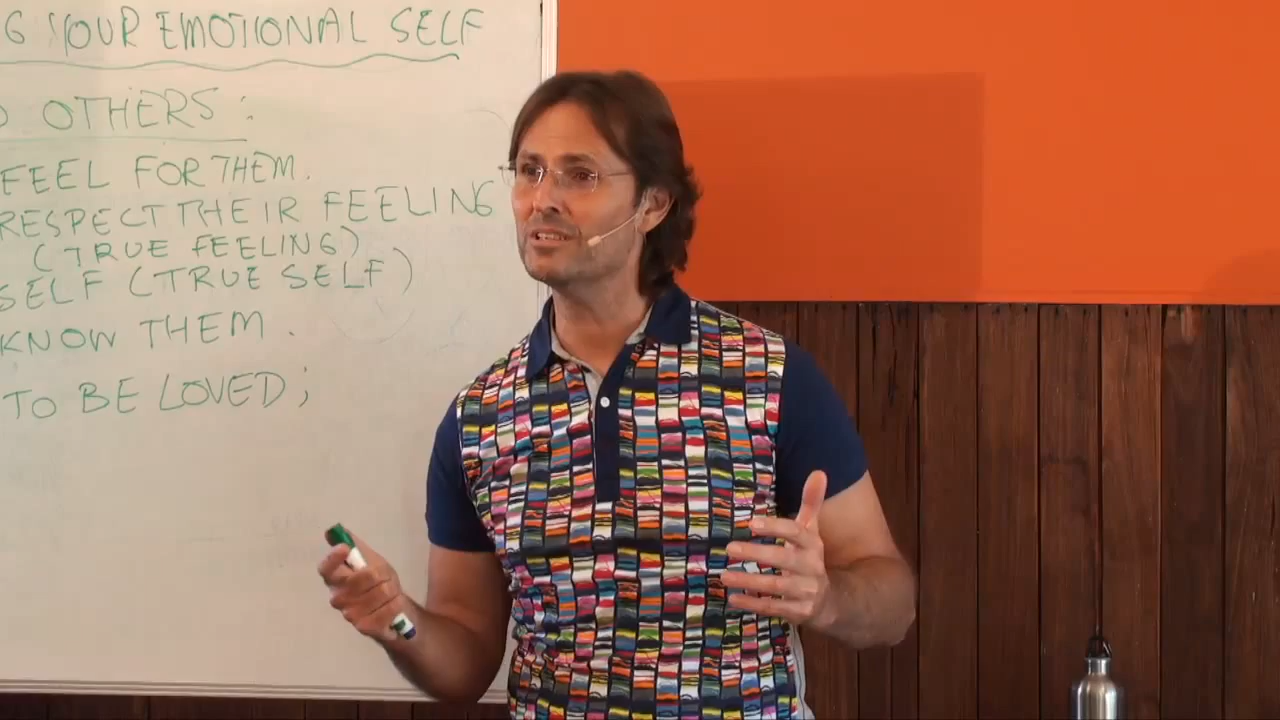 G YOUR EMOTIONAL SELF
OTHERS:
FEEL FOR THEM.
RESPECT THEIR FEELING
(TRUE FEELING)
SELF (TRUE SELF)
KNOW THEM.
TO BE LOVED;